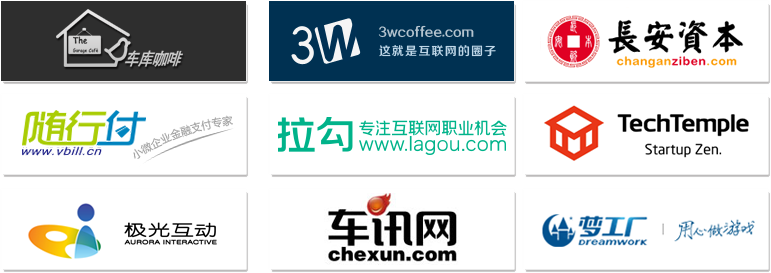 The
Garage Café
车库咖啡
3W
3wcoffee.com
这就是互联网的圈子
長安資本
changanziben.com
随行付
www.vbill.cn
小微企业金融支付专家
拉勾
专注互联网职业机会
www.lagou.com
TechTemple
Startup Zen.
极光互动
AURORA INTERACTIVE
车讯网
chexun.com
梦工厂
DREAMWORK
用心做游戏